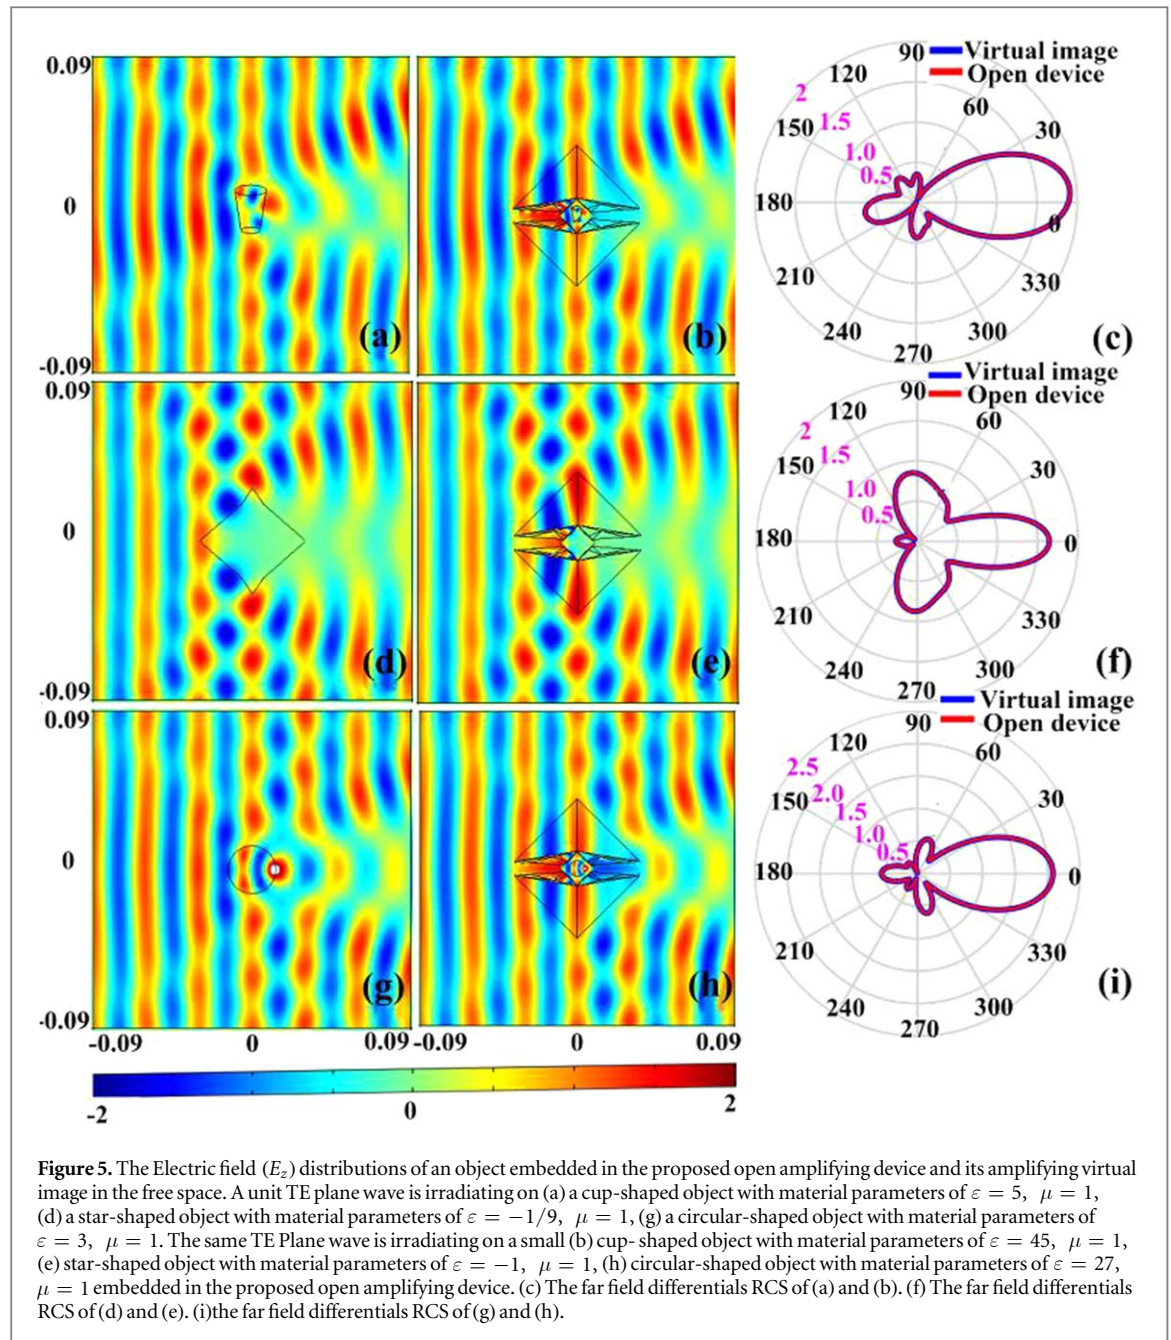 0.09
0
-0.09
(a)
(b)
90
Virtual image
Open device
120
60
2
150
1.5
30
1.0
0.5
180
0
210
330
240
300
270
(c)
0.09
0
-0.09
(d)
(e)
Virtual image
90
Open device
120
60
2
1.5
150
30
1.0
0.5
180
0
210
330
240
300
270
(f)
0.09
0
-0.09
(g)
(h)
Virtual image
90
Open device
120
60
2.5
150
2.0
30
1.5
1.0
0.5
180
0
210
330
240
300
270
(i)
-0.09 0 0.09 -0.09 0 0.09
-2 0 2
Figure 5. The Electric field (E_z) distributions of an object embedded in the proposed open amplifying device and its amplifying virtual
image in the free space. A unit TE plane wave is irradiating on (a) a cup-shaped object with material parameters of ε = 5, μ = 1,
(d) a star-shaped object with material parameters of ε = −1/9, μ = 1, (g) a circular-shaped object with material parameters of
ε = 3, μ = 1. The same TE Plane wave is irradiating on a small (b) cup- shaped object with material parameters of ε = 45, μ = 1,
(e) star-shaped object with material parameters of ε = −1, μ = 1, (h) circular-shaped object with material parameters of ε = 27,
μ = 1 embedded in the proposed open amplifying device. (c) The far field differentials RCS of (a) and (b). (f) The far field differentials
RCS of (d) and (e). (i)the far field differentials RCS of (g) and (h).